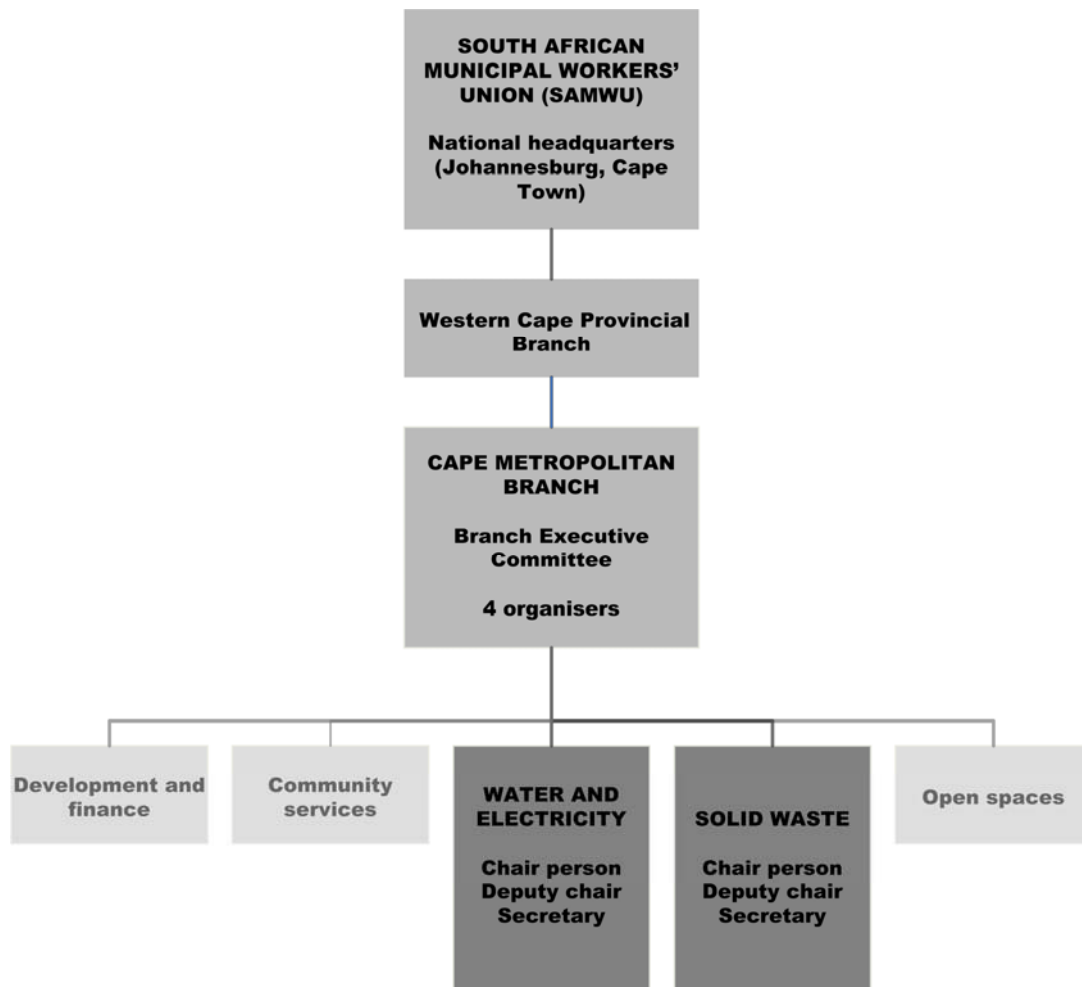 SOUTH AFRICAN
MUNICIPAL WORKERS’
UNION (SAMWU)
National headquarters
(Johannesburg, Cape
Town)
Western Cape Provincial
Branch
CAPE METROPOLITAN
BRANCH
Branch Executive
Committee
4 organisers
Development and
finance
Community
services
WATER AND
ELECTRICITY
Chair person
Deputy chair
Secretary
SOLID WASTE
Chair person
Deputy chair
Secretary
Open spaces